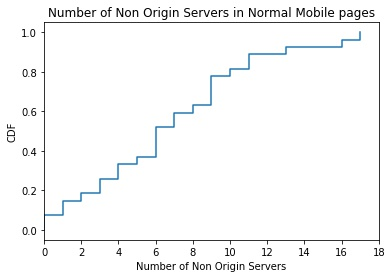 Number of Non Origin Servers in Normal Mobile pages
1.0
0.8
0.6
0.4
0.2
0.0
CDF
0 2 4 6 8 10 12 14 16 18
Number of Non Origin Servers